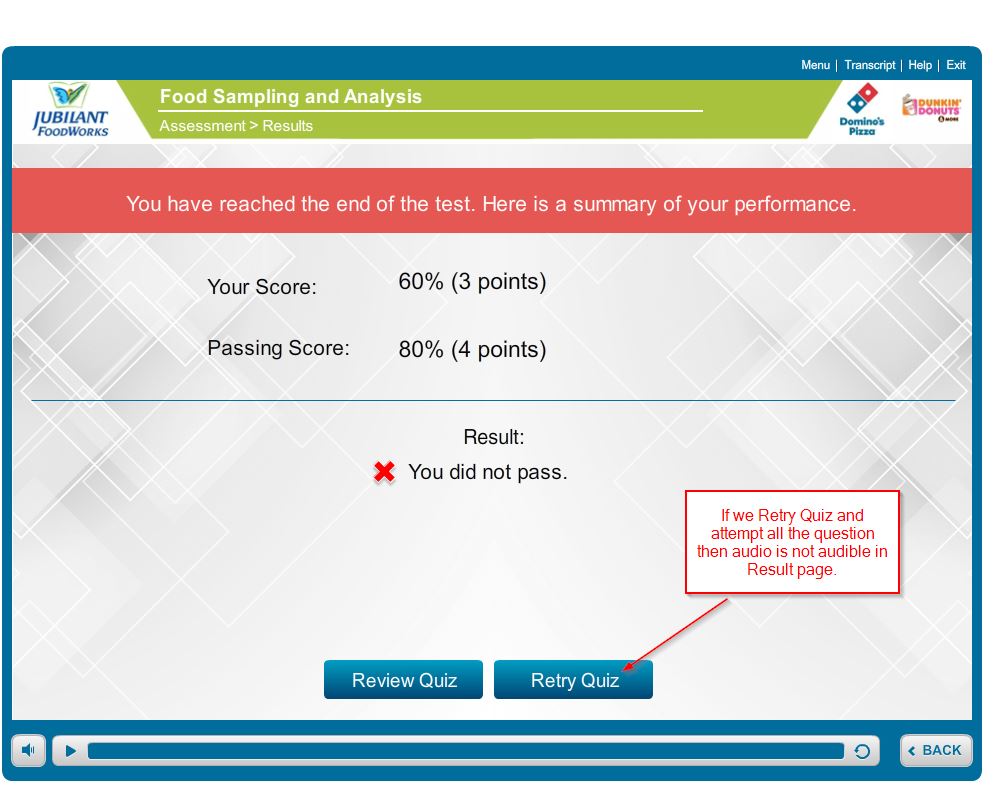 Menu | Transcript | Help | Exit
JUBILANT
FOODWORKS
Food Sampling and Analysis
Assessment > Results
Domino's
Pizza
DUNKIN'
DONUTS
& MORE
You have reached the end of the test. Here is a summary of your performance.
Your Score: 60% (3 points)
Passing Score: 80% (4 points)
Result:
You did not pass.
If we Retry Quiz and
attempt all the question
then audio is not audible in
Result page.
Review Quiz
Retry Quiz
BACK